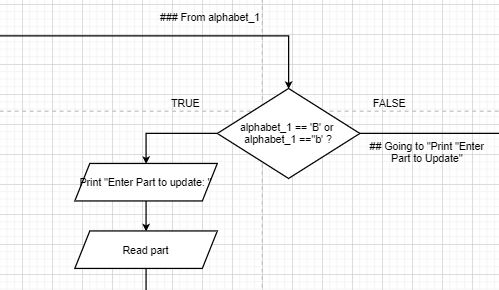 ### From alphabet_1
TRUE
FALSE
alphabet_1 == 'B' or
alphabet_1 =="b' ?
## Going to "Print "Enter
Part to Update"
Print "Enter Part to update: "
Read part